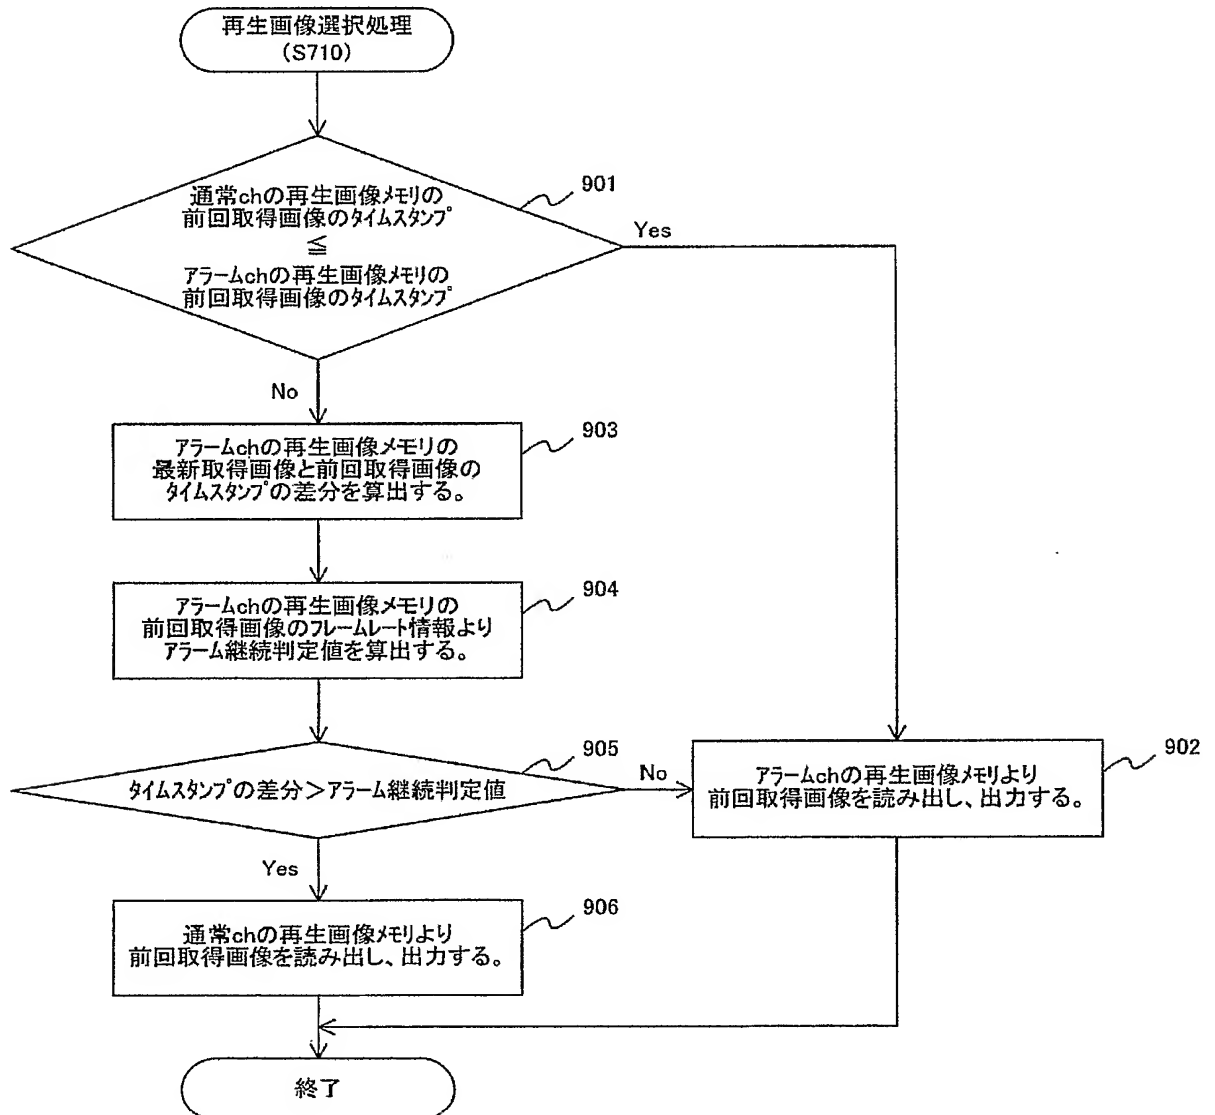 再生画像選択処理
(S710)
901
通常chの再生画像メモリの
前回取得画像のタイムスタンプ
≦
アラームchの再生画像メモリの
前回取得画像のタイムスタンプ
Yes
No
903
アラームchの再生画像メモリの
最新取得画像と前回取得画像の
タイムスタンプの差分を算出する。
904
アラームchの再生画像メモリの
前回取得画像のフレームレート情報より
アラーム継続判定値を算出する。
905
タイムスタンプの差分>アラーム継続判定値
No
902
アラームchの再生画像メモリより
前回取得画像を読み出し、出力する。
Yes
906
通常chの再生画像メモリより
前回取得画像を読み出し、出力する。
終了